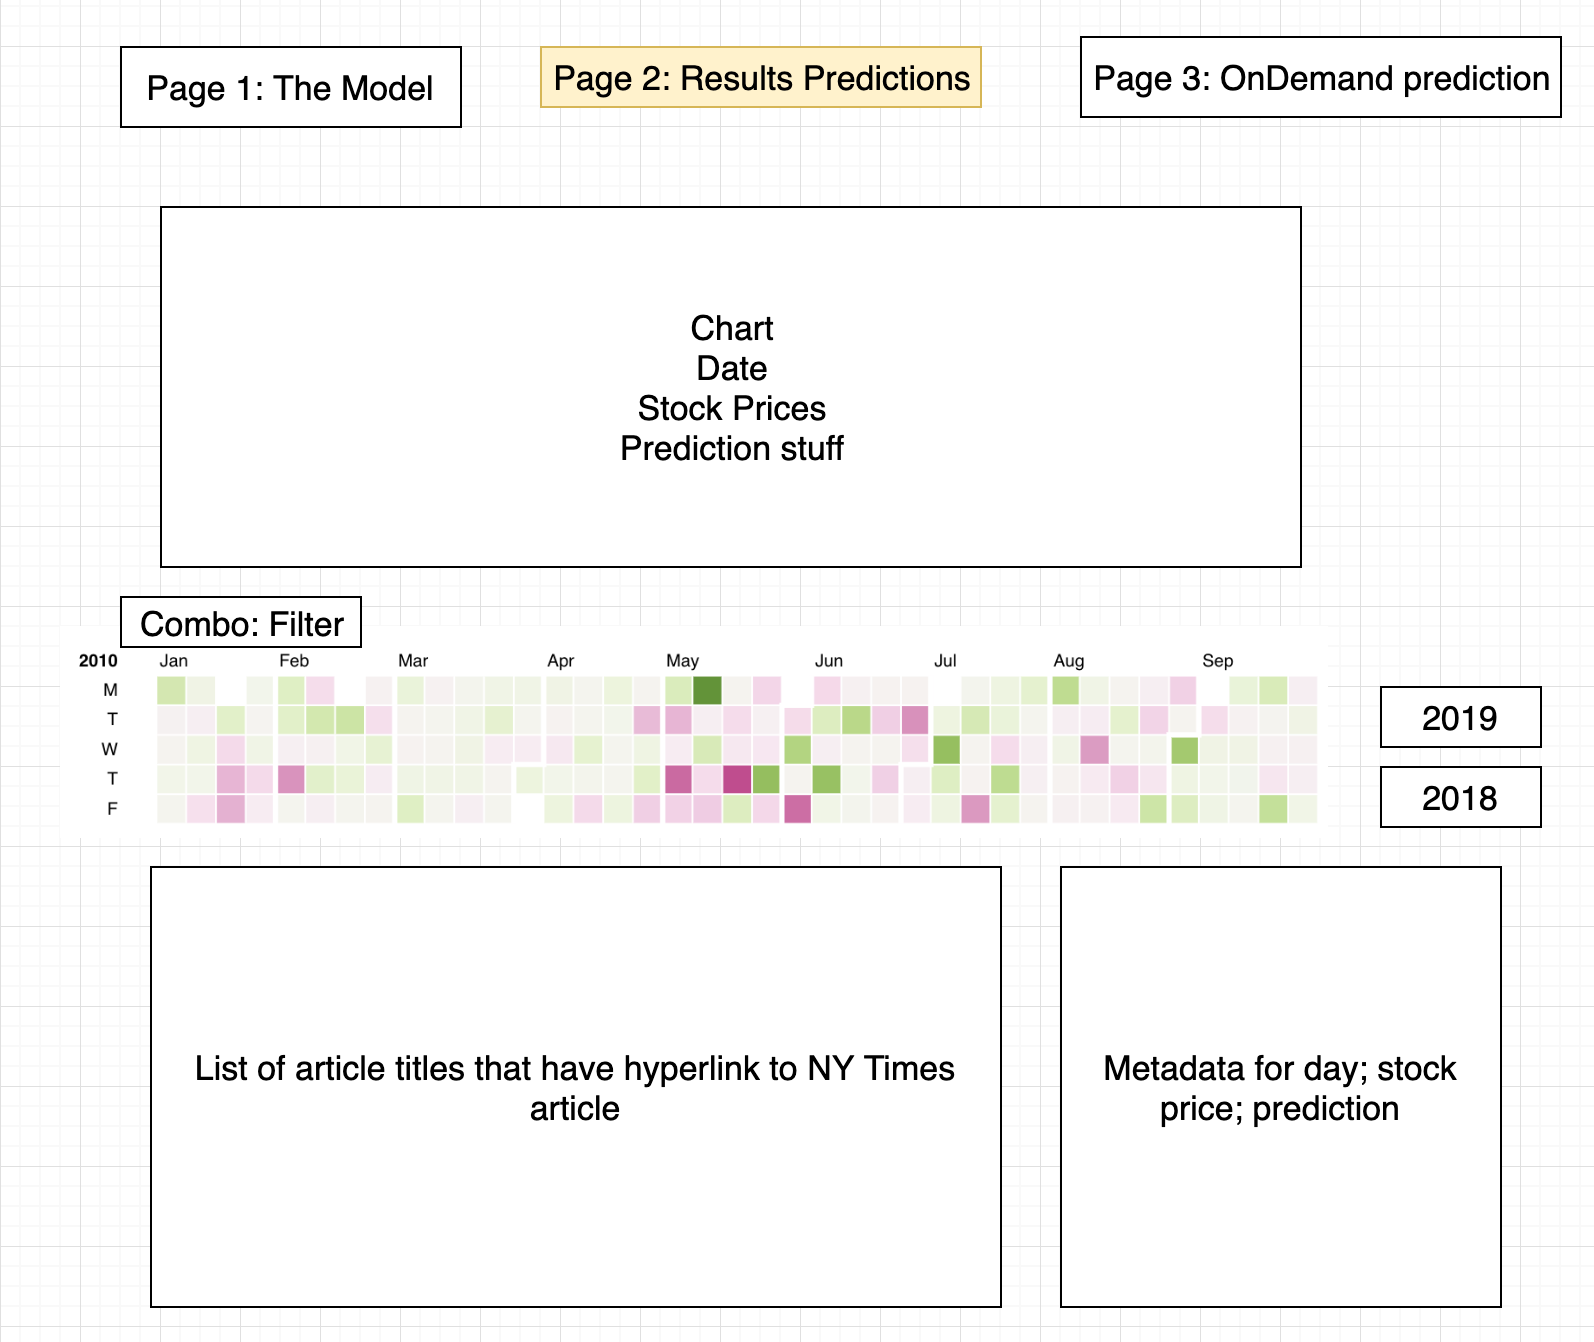 Page 1: The Model
Page 2: Results Predictions
Page 3: OnDemand prediction
Chart
Date
Stock Prices
Prediction stuff
Combo: Filter
2010 Jan Feb Mar Apr May Jun Jul Aug Sep
M
T
W
T
F
2019
2018
List of article titles that have hyperlink to NY Times
article
Metadata for day; stock
price; prediction